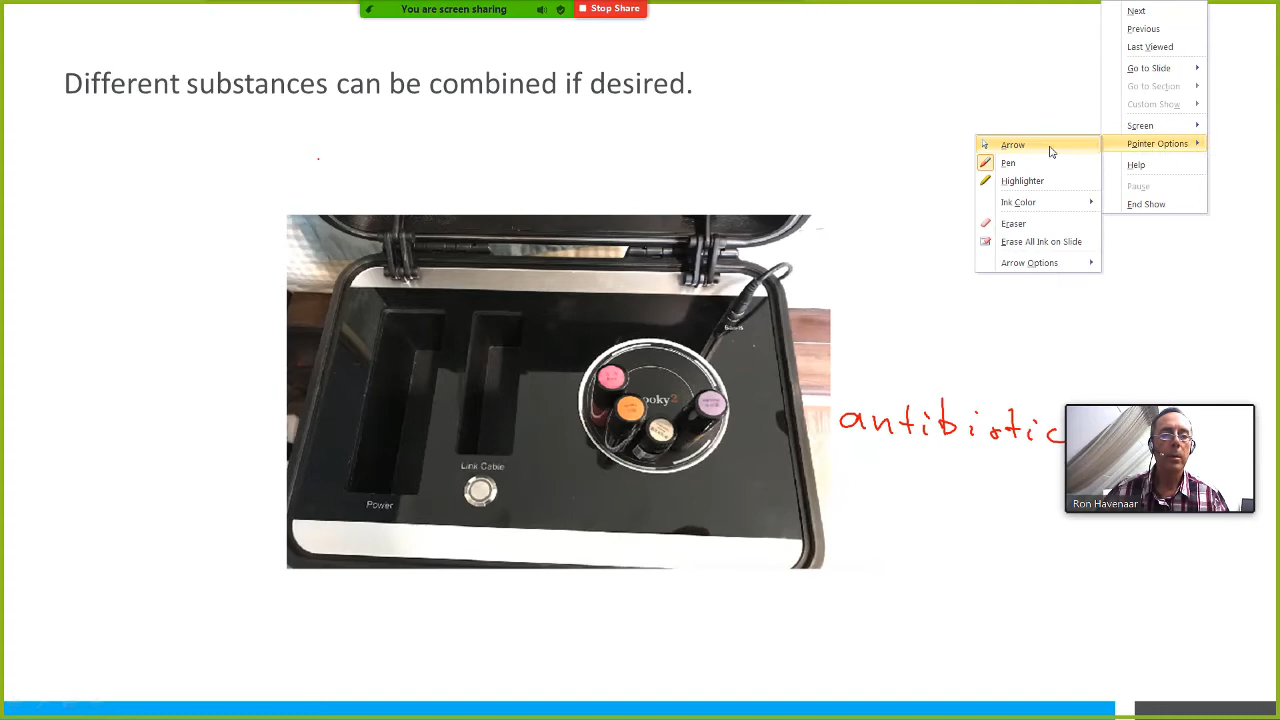 You are screen sharing
Stop Share
Next
Previous
Last Viewed
Go to Slide
Go to Section
Custom Show
Screen
Pointer Options
Help
Pause
End Show
Arrow
Pen
Highlighter
Ink Color
Eraser
Erase All Ink on Slide
Arrow Options
Different substances can be combined if desired.
ooky2
Link Cable
Power
antibiotic
Ron Havenaar